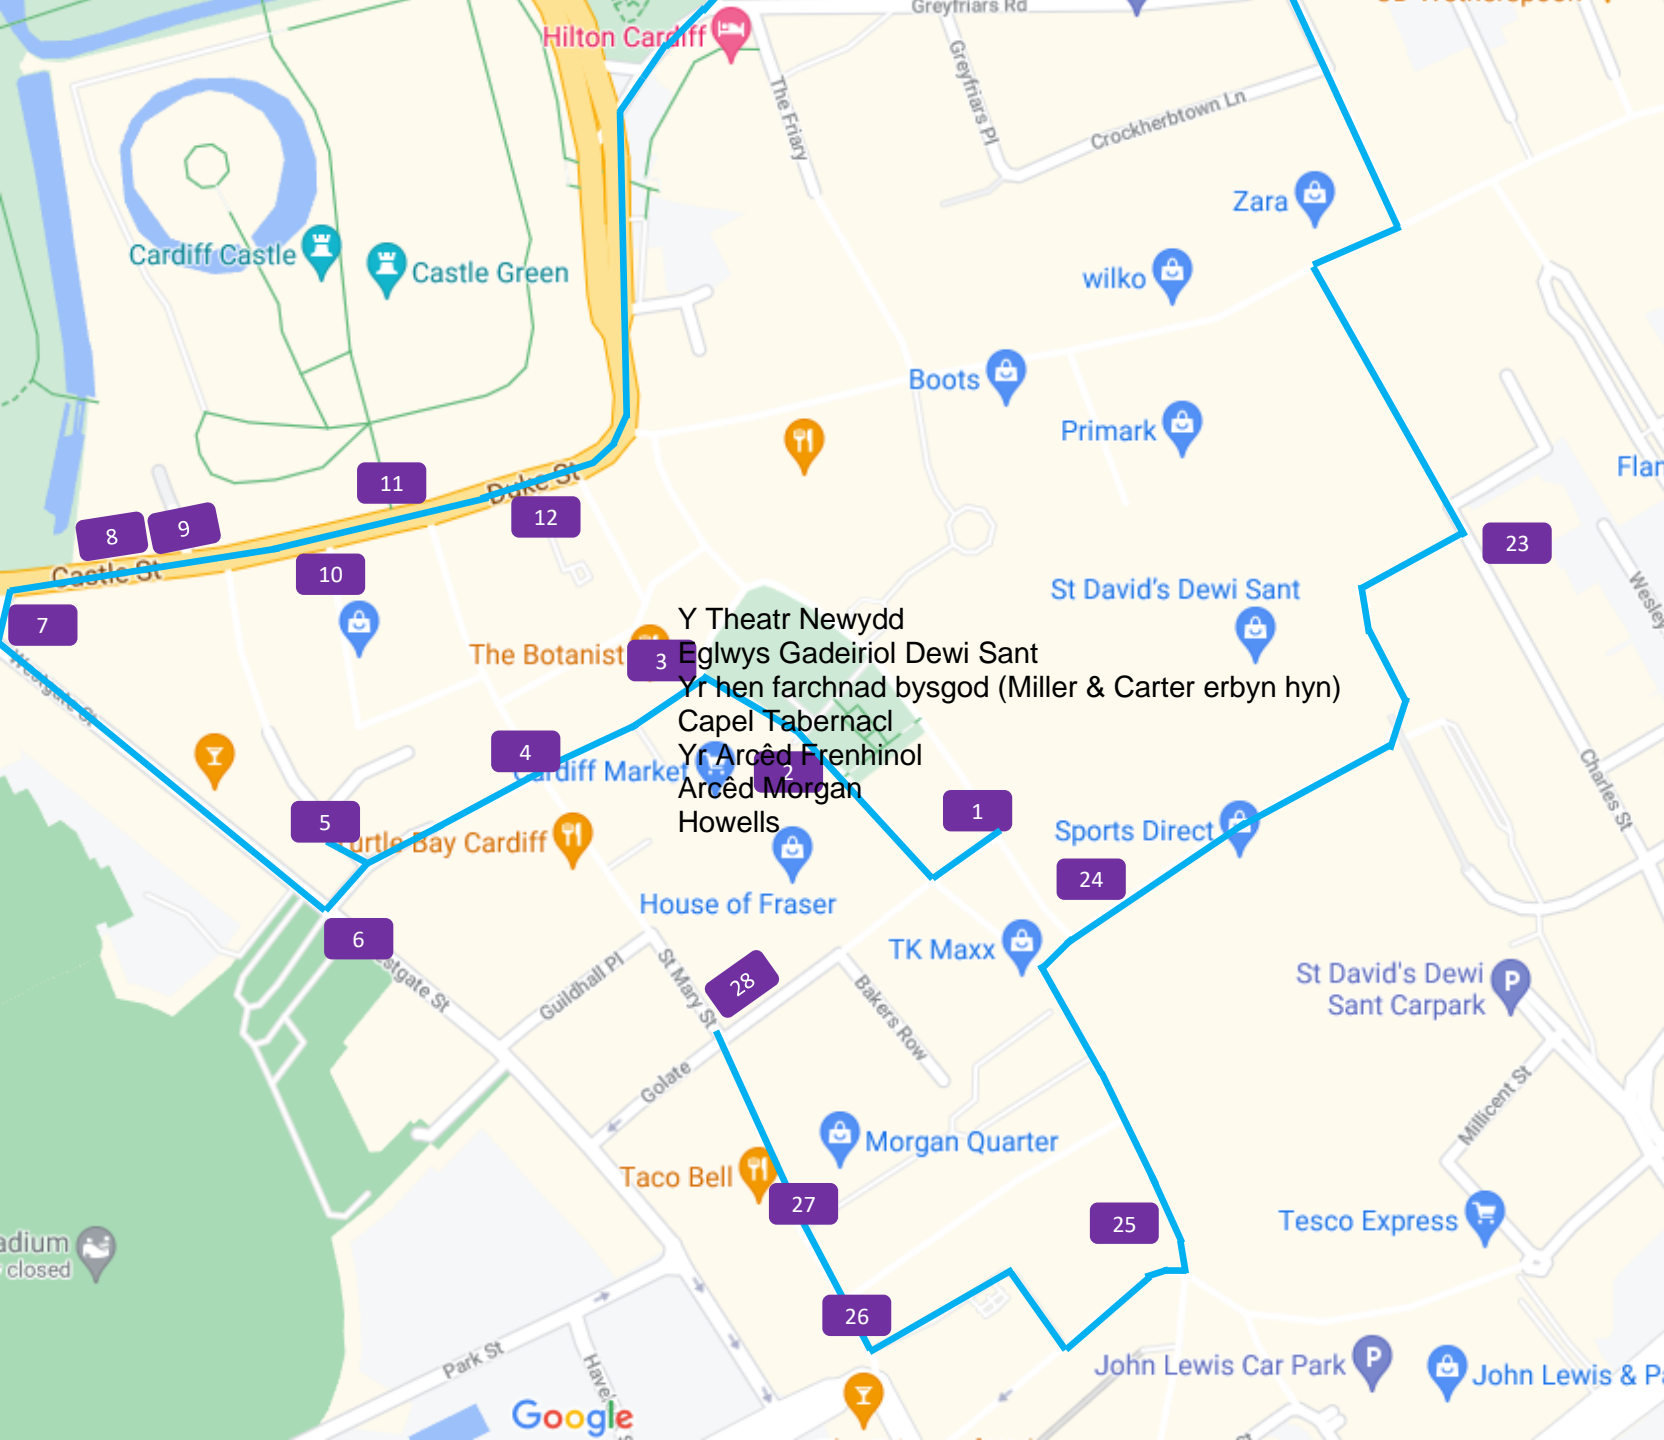 Greyfriars Rd
Hilton Cardiff
The Friary
Greyfriars Pl
Crockherbtown Ln
Zara
Cardiff Castle
Castle Green
wilko
Boots
Primark
Flan
11
Duke St
12
8
9
23
Castle St
10
Wesley
St David's Dewi Sant
7
Y Theatr Newydd
The Botanist
3
Eglwys Gadeiriol Dewi Sant
Westgate St
Yr hen farchnad bysgod (Miller & Carter erbyn hyn)
Capel Tabernacl
4
Yr Arcêd Frenhinol
Cardiff Market
2
Arcêd Morgan
Charles St
5
1
Howells
Turtle Bay Cardiff
Sports Direct
24
House of Fraser
6
TK Maxx
estgate St
Guildhall Pl
St Mary St
28
St David's Dewi
Sant Carpark
Bakers Row
Golate
Millicent St
Morgan Quarter
Taco Bell
27
25
Tesco Express
adium
closed
26
Park St
John Lewis Car Park
John Lewis & Pa
Google